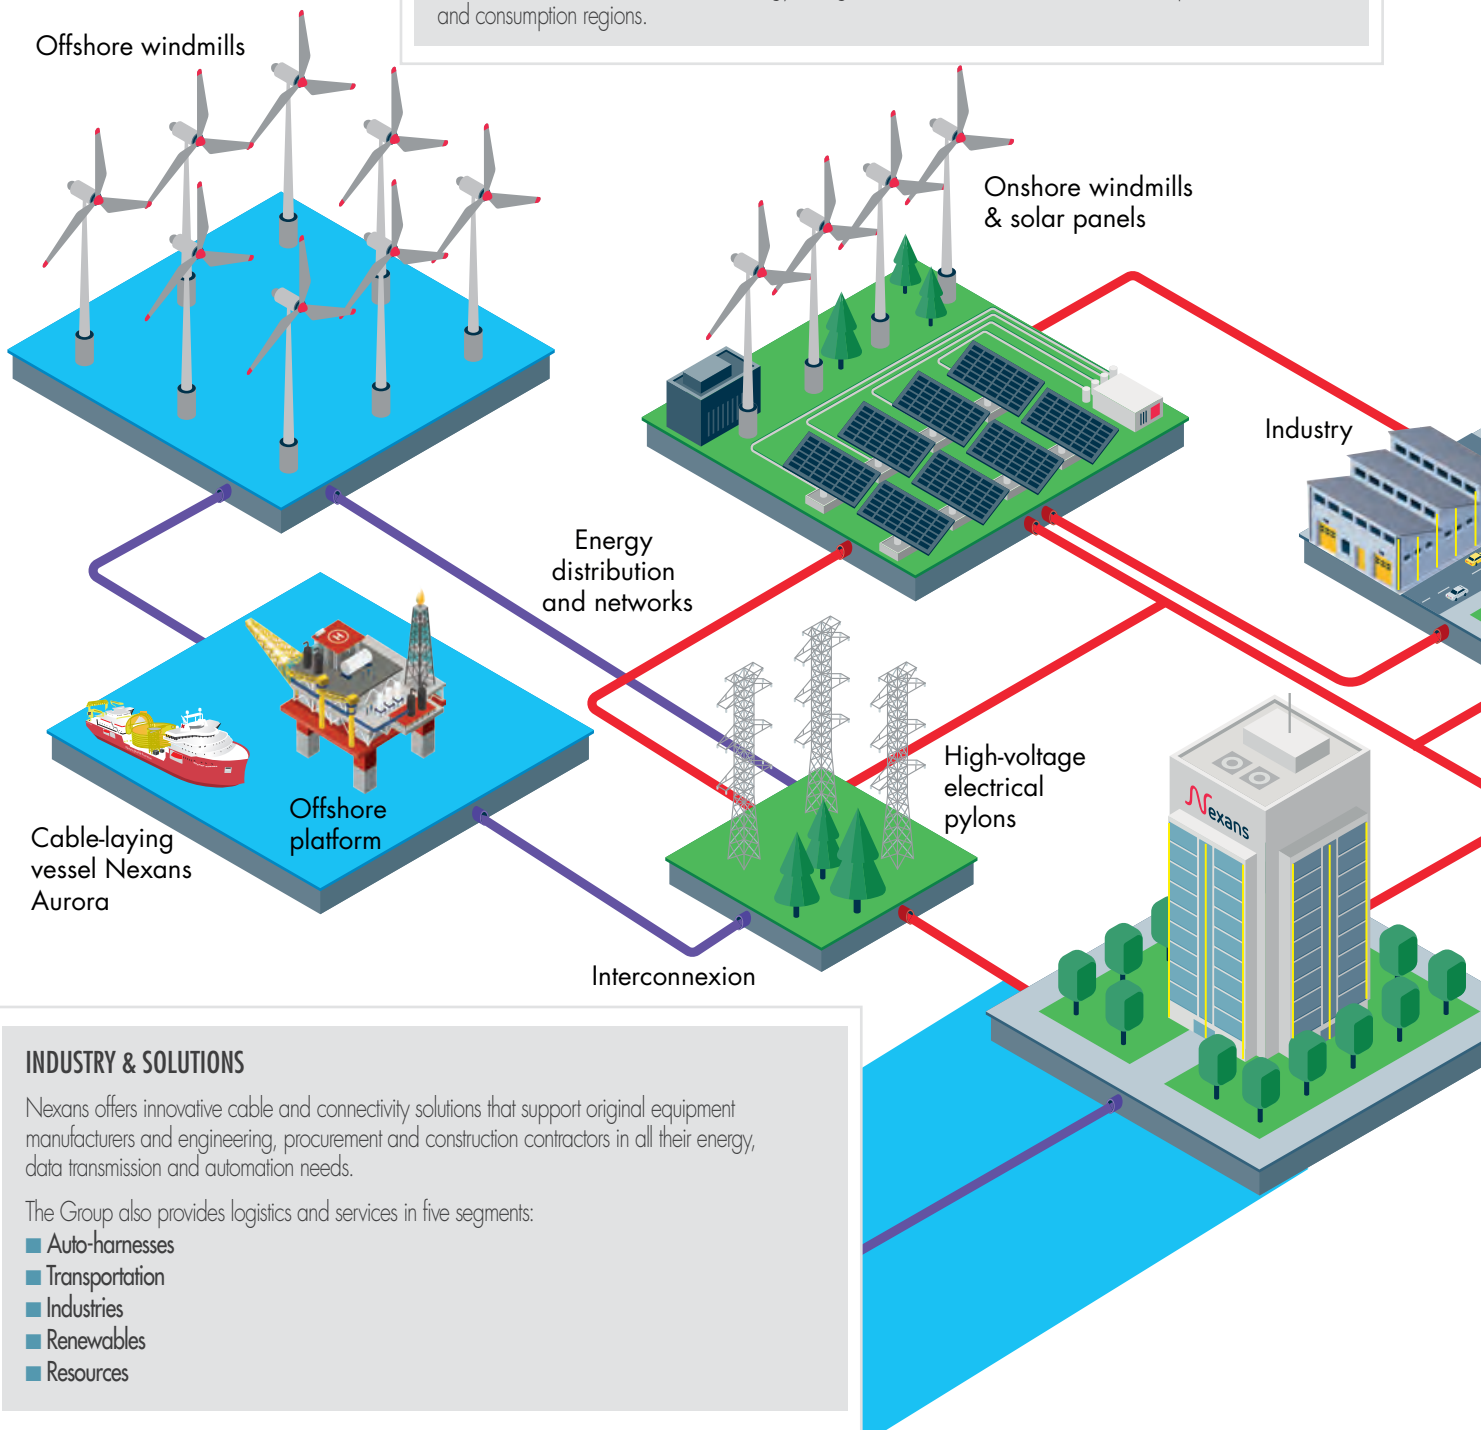 and consumption regions.
Offshore windmills
Onshore windmills
& solar panels
Industry
Energy
distribution
and networks
High-voltage
electrical
pylons
Nexans
Offshore
platform
Cable-laying
vessel Nexans
Aurora
Interconnexion
INDUSTRY & SOLUTIONS
Nexans offers innovative cable and connectivity solutions that support original equipment
manufacturers and engineering, procurement and construction contractors in all their energy,
data transmission and automation needs.
The Group also provides logistics and services in five segments:
Auto-harnesses
Transportation
Industries
Renewables
Resources